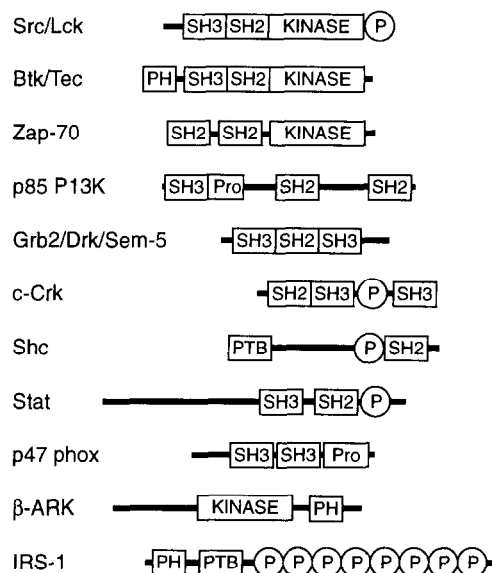 Src/Lck SH3 SH2 KINASE P
Btk/Tec PH SH3 SH2 KINASE
Zap-70 SH2 SH2 KINASE
p85 P13K SH3 Pro SH2 SH2
Grb2/Drk/Sem-5 SH3 SH2 SH3
c-Crk SH2 SH3 P SH3
Shc PTB P SH2
Stat SH3 SH2 P
p47 phox SH3 SH3 Pro
β-ARK KINASE PH
IRS-1 PH PTB P P P P P P P P